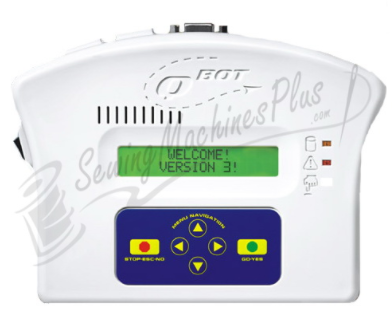 QBOT
SewingMachinesPlus
.com
WELCOME!
VERSION 3!
MENU NAVIGATION
STOP-ESC-NO
GO-YES